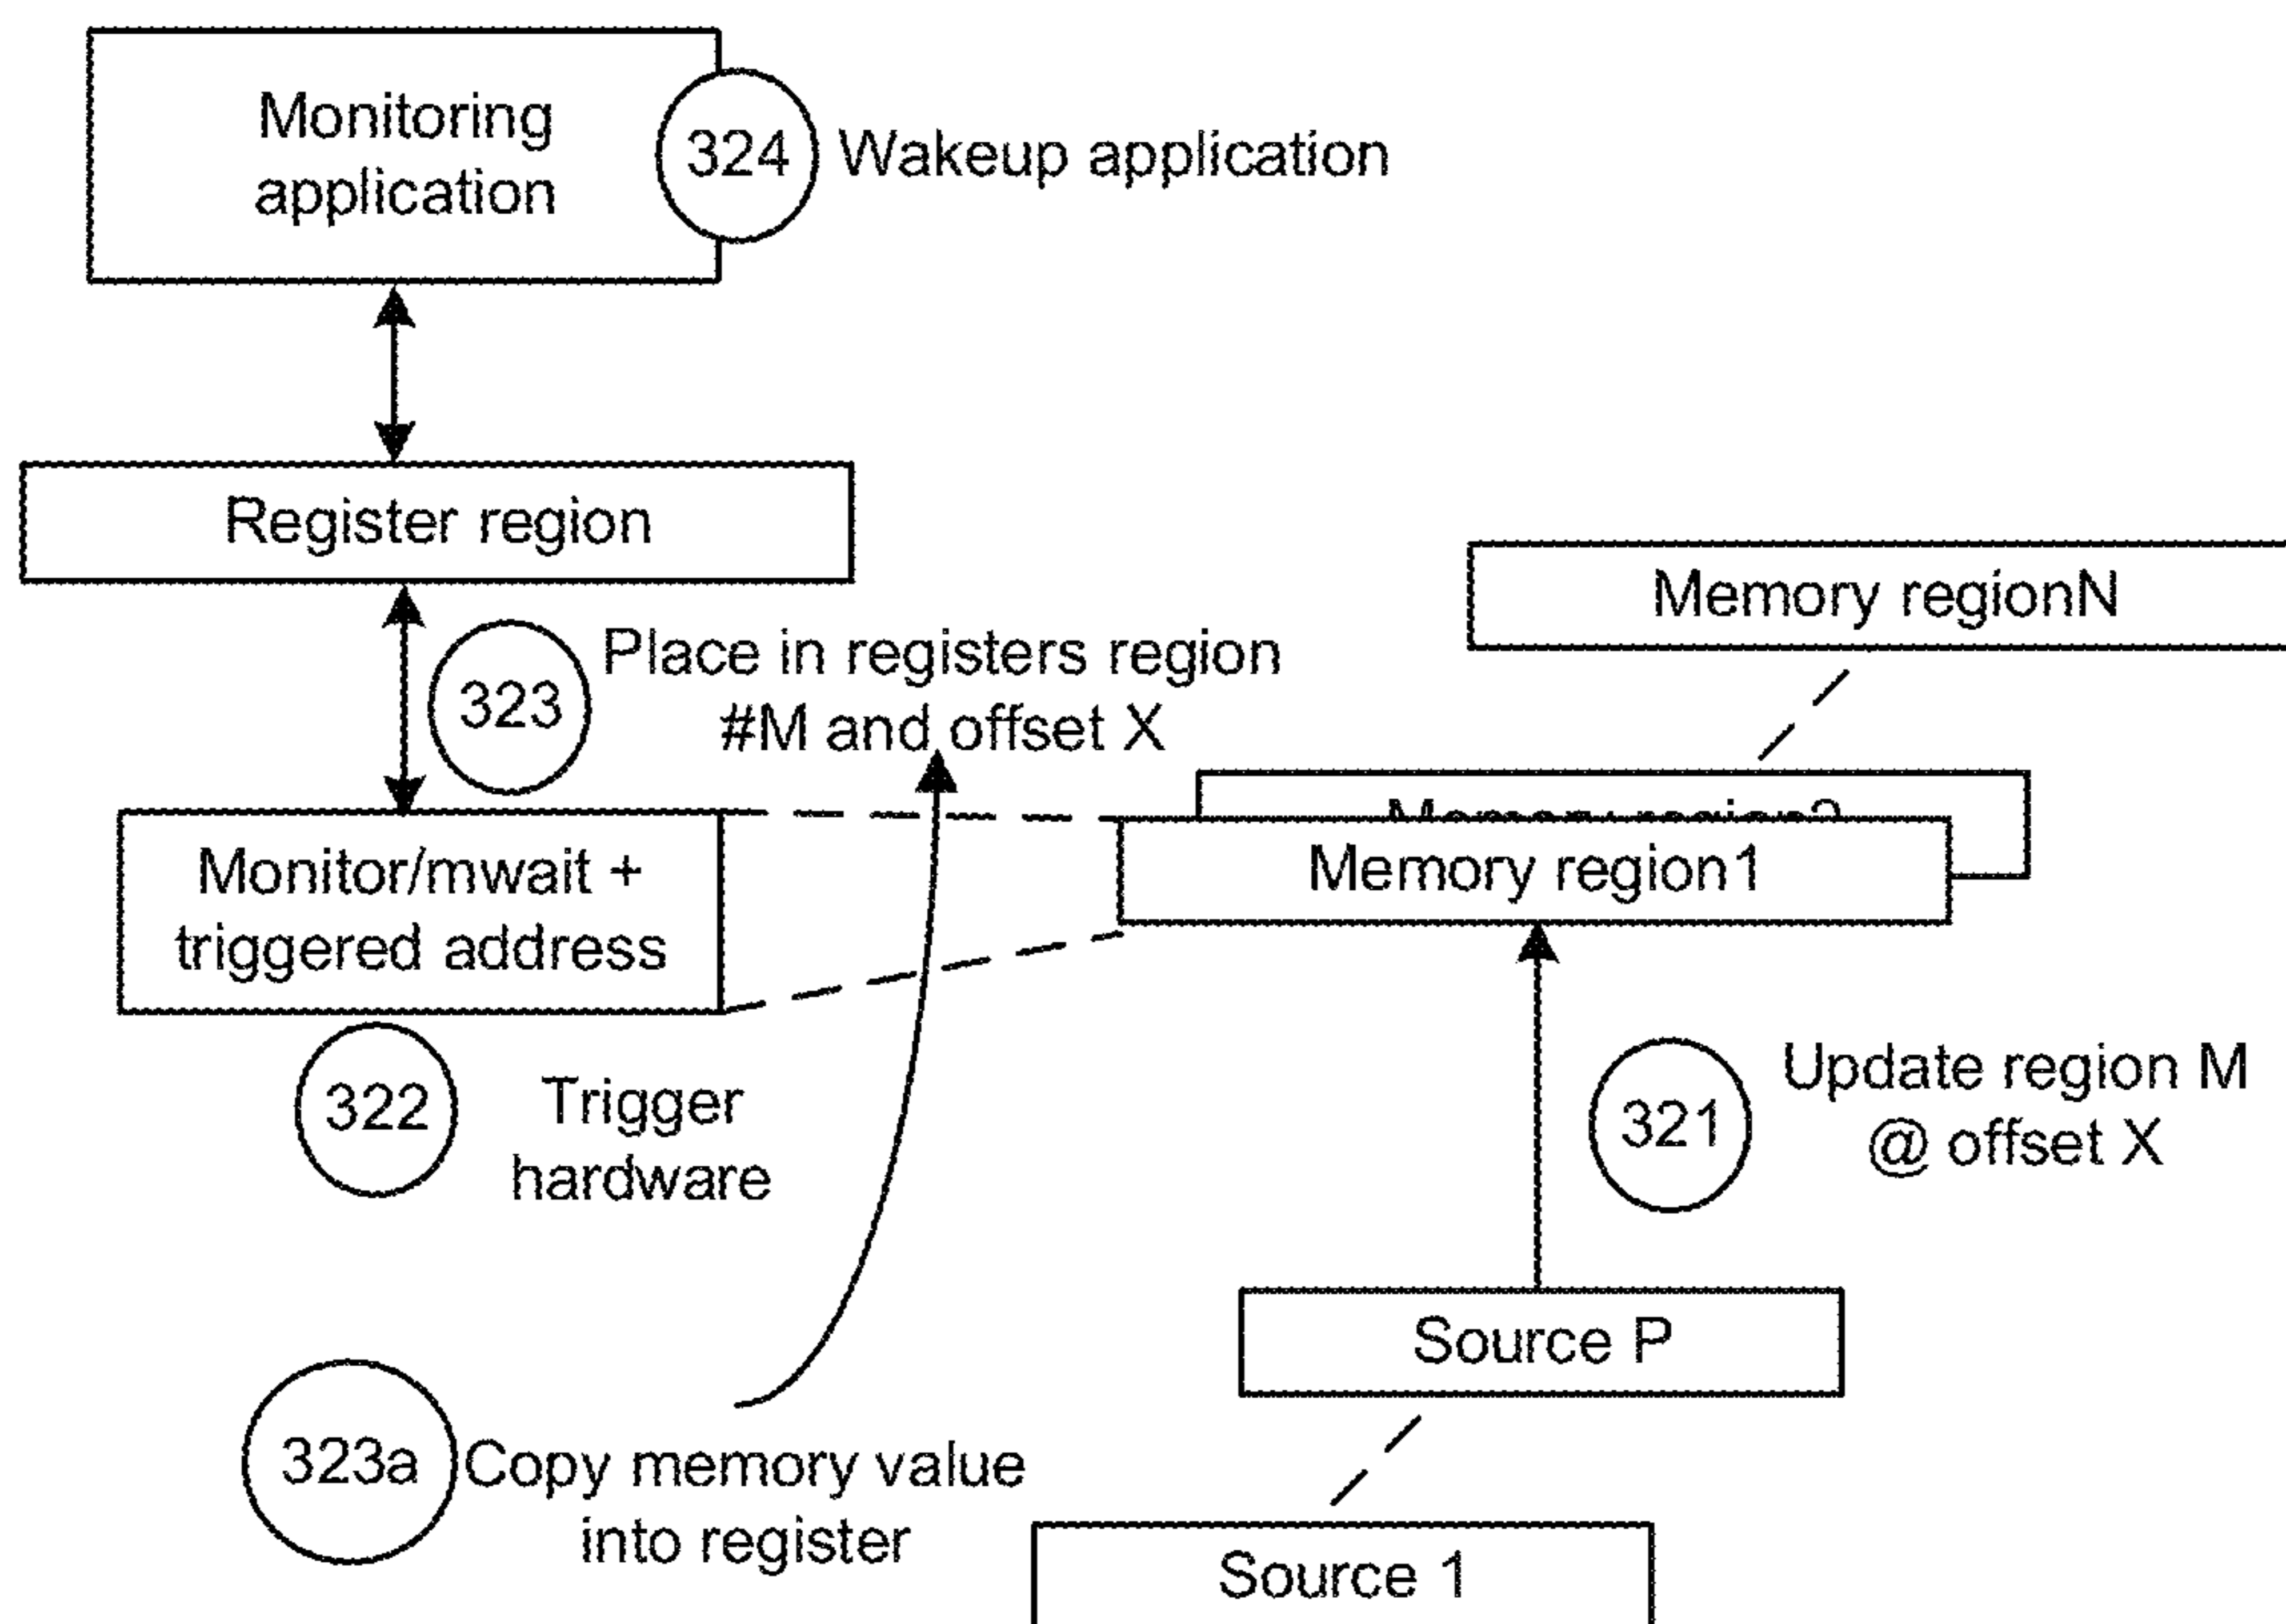 Monitoring
application
324
Wakeup application
Register region
Memory regionN
323
Place in registers region
#M and offset X
Monitor/mwait +
triggered address
Memory region1
322
Trigger
hardware
321
Update region M
@ offset X
Source P
323a
Copy memory value
into register
Source 1